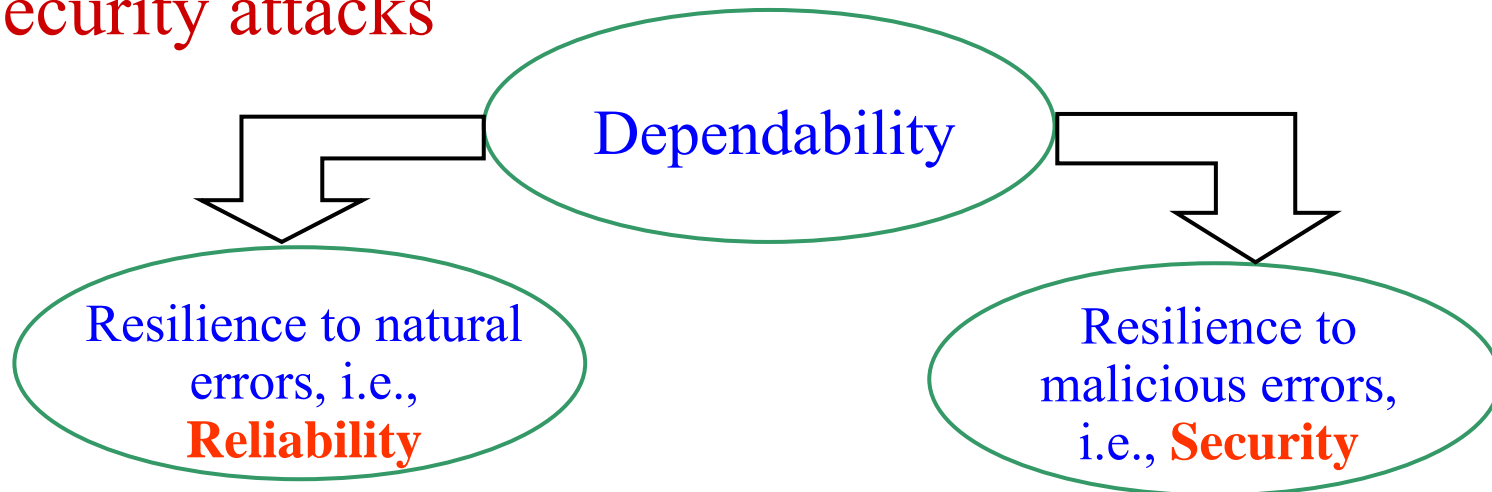 ecurity attacks
Dependability
Resilience to natural
errors, i.e.,
Reliability
Resilience to
malicious errors,
i.e., Security